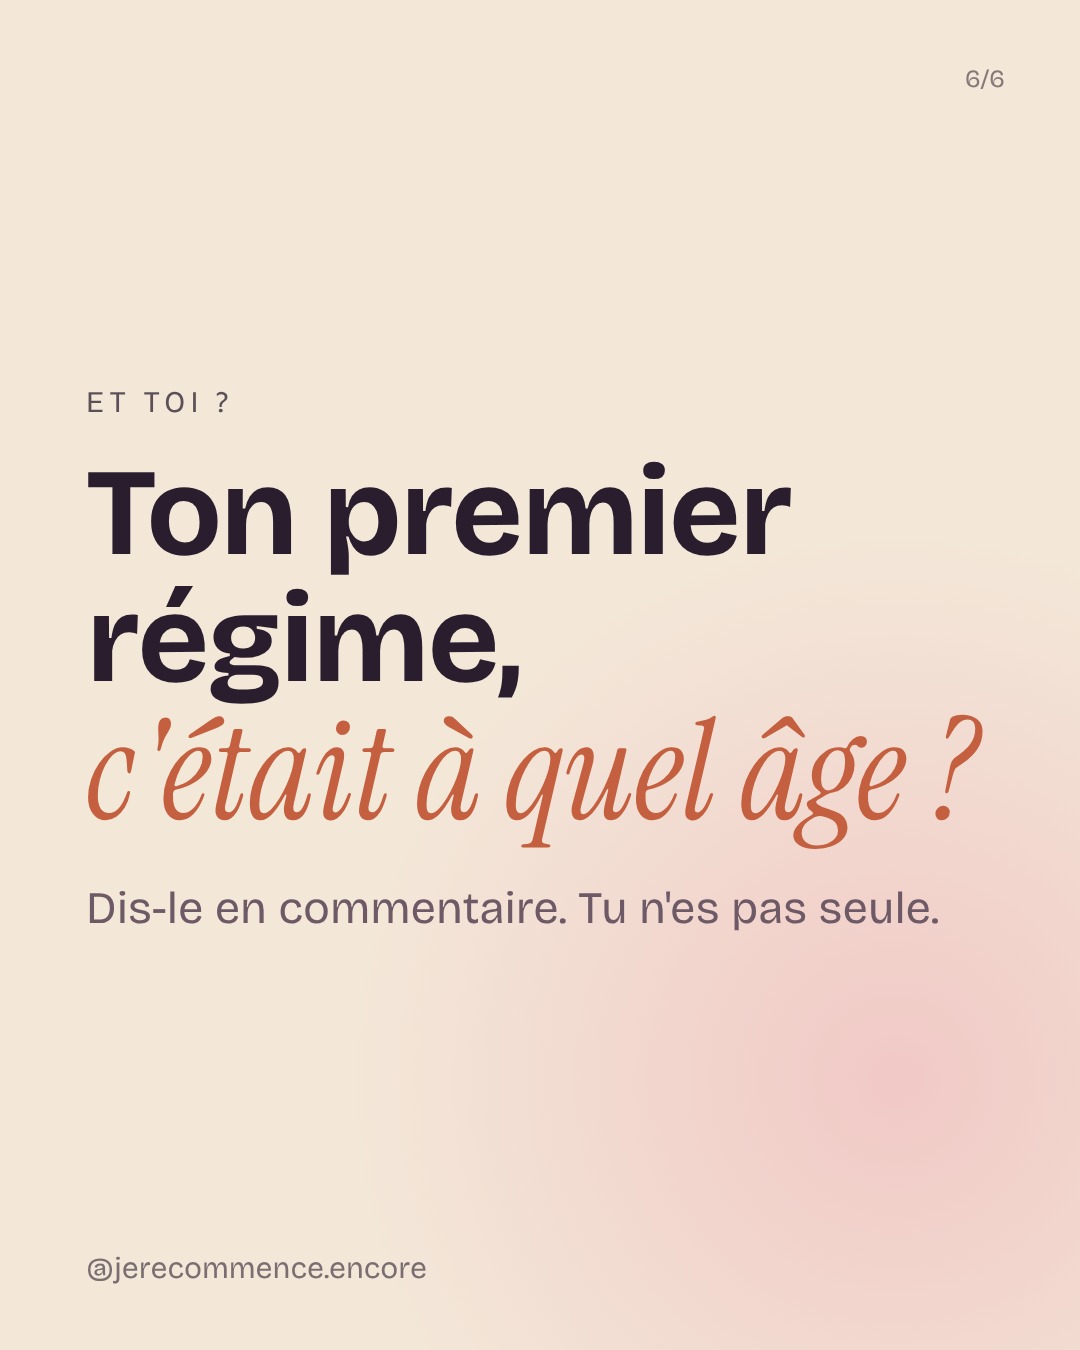 6/6
ET TOI ?
Ton premier
régime,
c'était à quel âge ?
Dis-le en commentaire. Tu n'es pas seule.
@jerecommence.encore